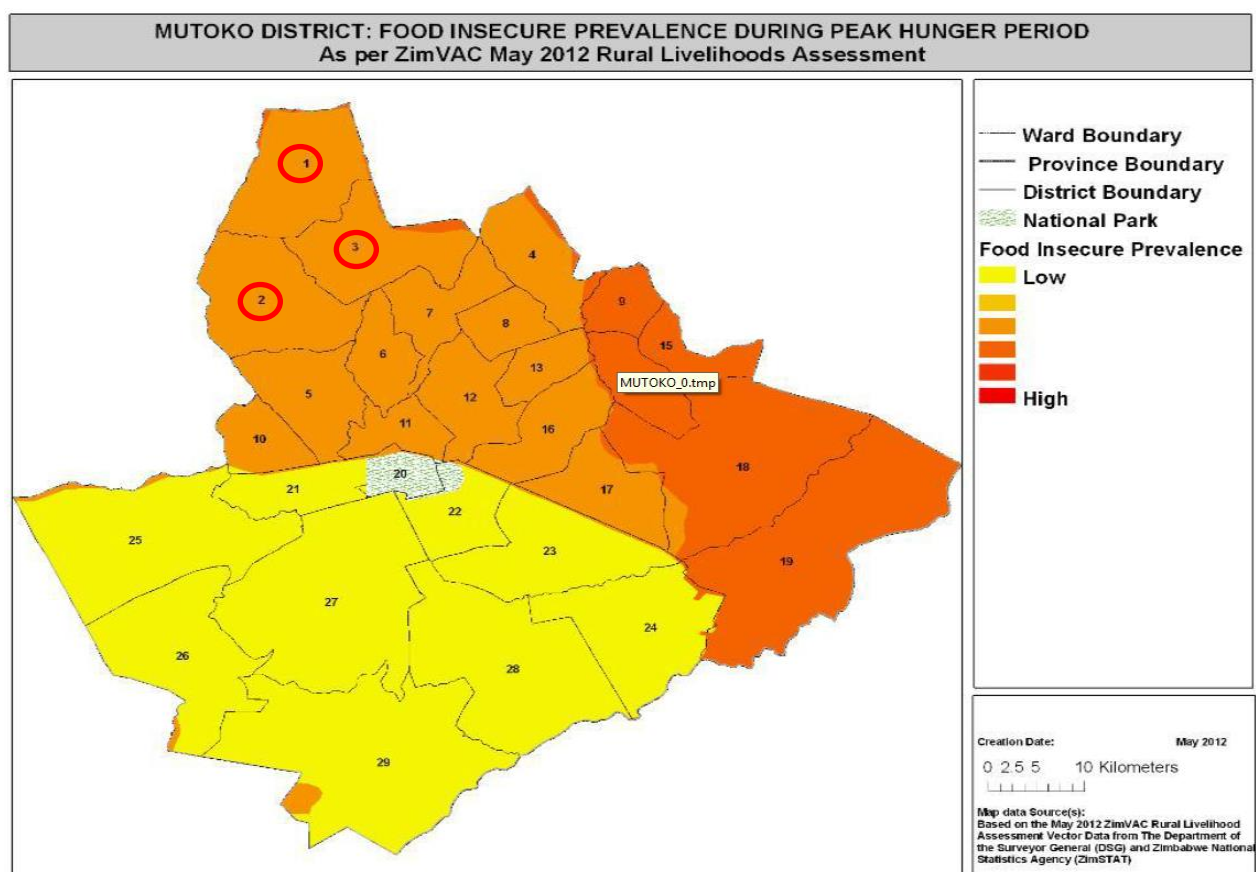 MUTOKO DISTRICT: FOOD INSECURE PREVALENCE DURING PEAK HUNGER PERIOD
As per ZimVAC May 2012 Rural Livelihoods Assessment
1
3
2
4
9
7
8
15
6
13
MUTOKO_0.tmp
5
12
11
16
10
18
20
21
17
22
25
23
19
27
24
26
28
29
Ward Boundary
Province Boundary
District Boundary
National Park
Food Insecure Prevalence
Low
High
Creation Date: May 2012
0 2.5 5 10 Kilometers
Map data Source(s):
Based on the May 2012 ZimVAC Rural Livelihood
Assessment Vector Data from The Department of
the Surveyor General (DSG) and Zimbabwe National
Statistics Agency (ZimSTAT)